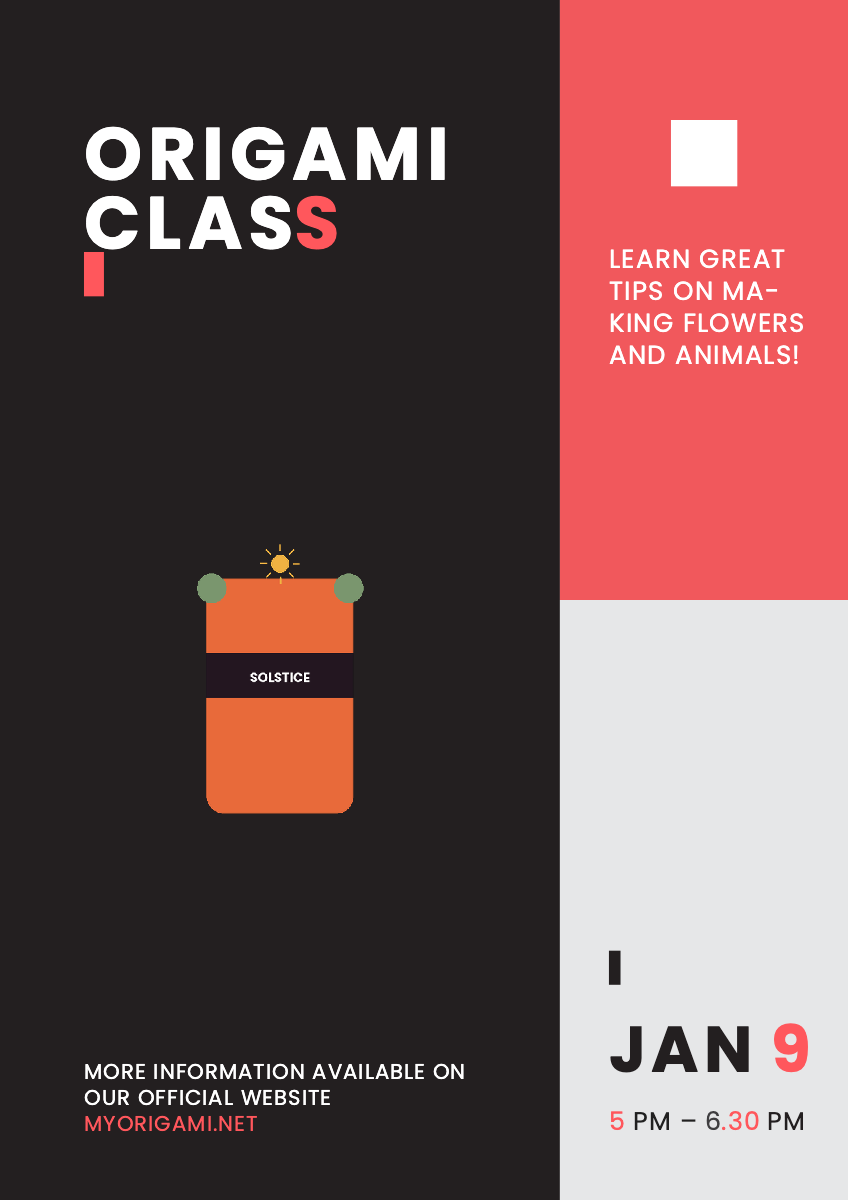 ORIGAMI
CLASS
LEARN GREAT
TIPS ON MA-
KING FLOWERS
AND ANIMALS!
SOLSTICE
MORE INFORMATION AVAILABLE ON
OUR OFFICIAL WEBSITE
MYORIGAMI.NET
JAN 9
5 PM – 6.30 PM